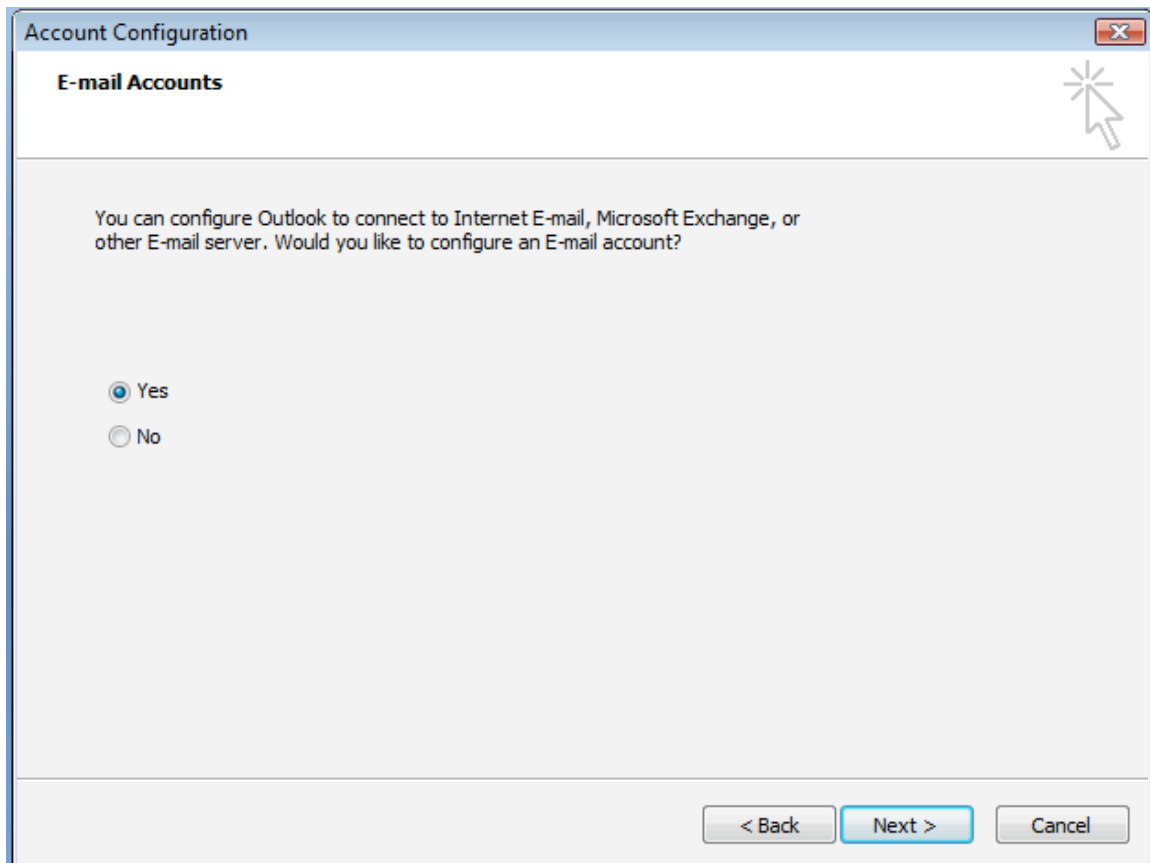 Account Configuration
E-mail Accounts
You can configure Outlook to connect to Internet E-mail, Microsoft Exchange, or
other E-mail server. Would you like to configure an E-mail account?
Yes
No
< Back Next > Cancel